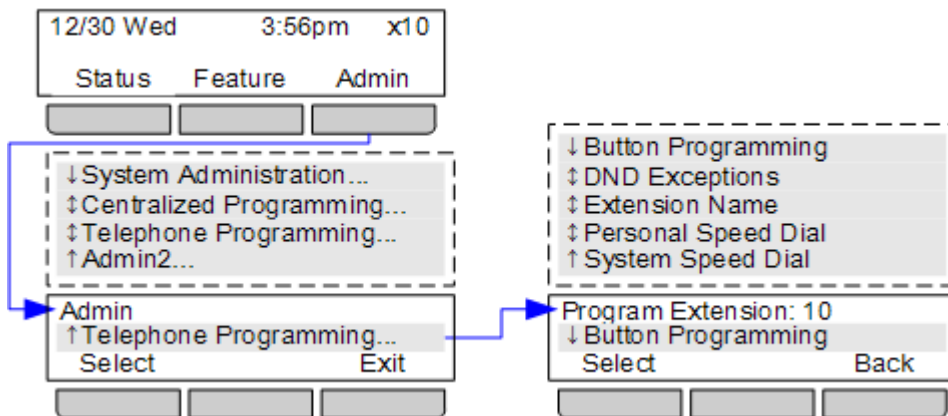 12/30 Wed 3:56pm x10
Status Feature Admin
↓System Administration...
↕Centralized Programming...
↕Telephone Programming...
↑Admin2...
Admin
↑Telephone Programming...
Select Exit
↓Button Programming
↕DND Exceptions
↕Extension Name
↕Personal Speed Dial
↑System Speed Dial
Program Extension: 10
↓Button Programming
Select Back